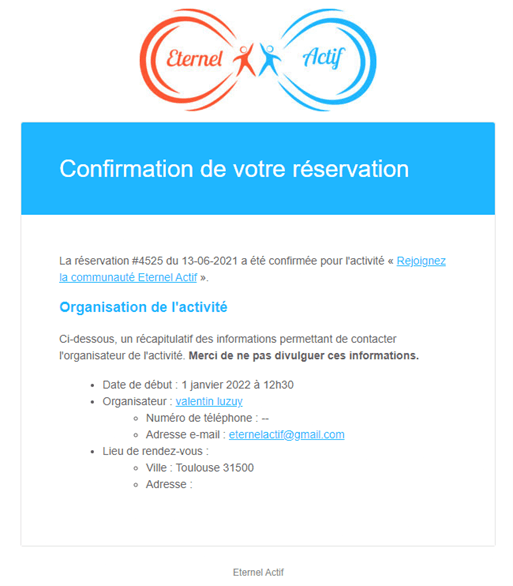 Eternel Actif
Confirmation de votre réservation
La réservation #4525 du 13-06-2021 a été confirmée pour l'activité « Rejoignez
la communauté Eternel Actif ».
Organisation de l'activité
Ci-dessous, un récapitulatif des informations permettant de contacter
l'organisateur de l'activité. Merci de ne pas divulguer ces informations.
• Date de début : 1 janvier 2022 à 12h30
• Organisateur : valentin luzuy
◦ Numéro de téléphone : --
◦ Adresse e-mail : eternelactif@gmail.com
• Lieu de rendez-vous :
◦ Ville : Toulouse 31500
◦ Adresse :
Eternel Actif